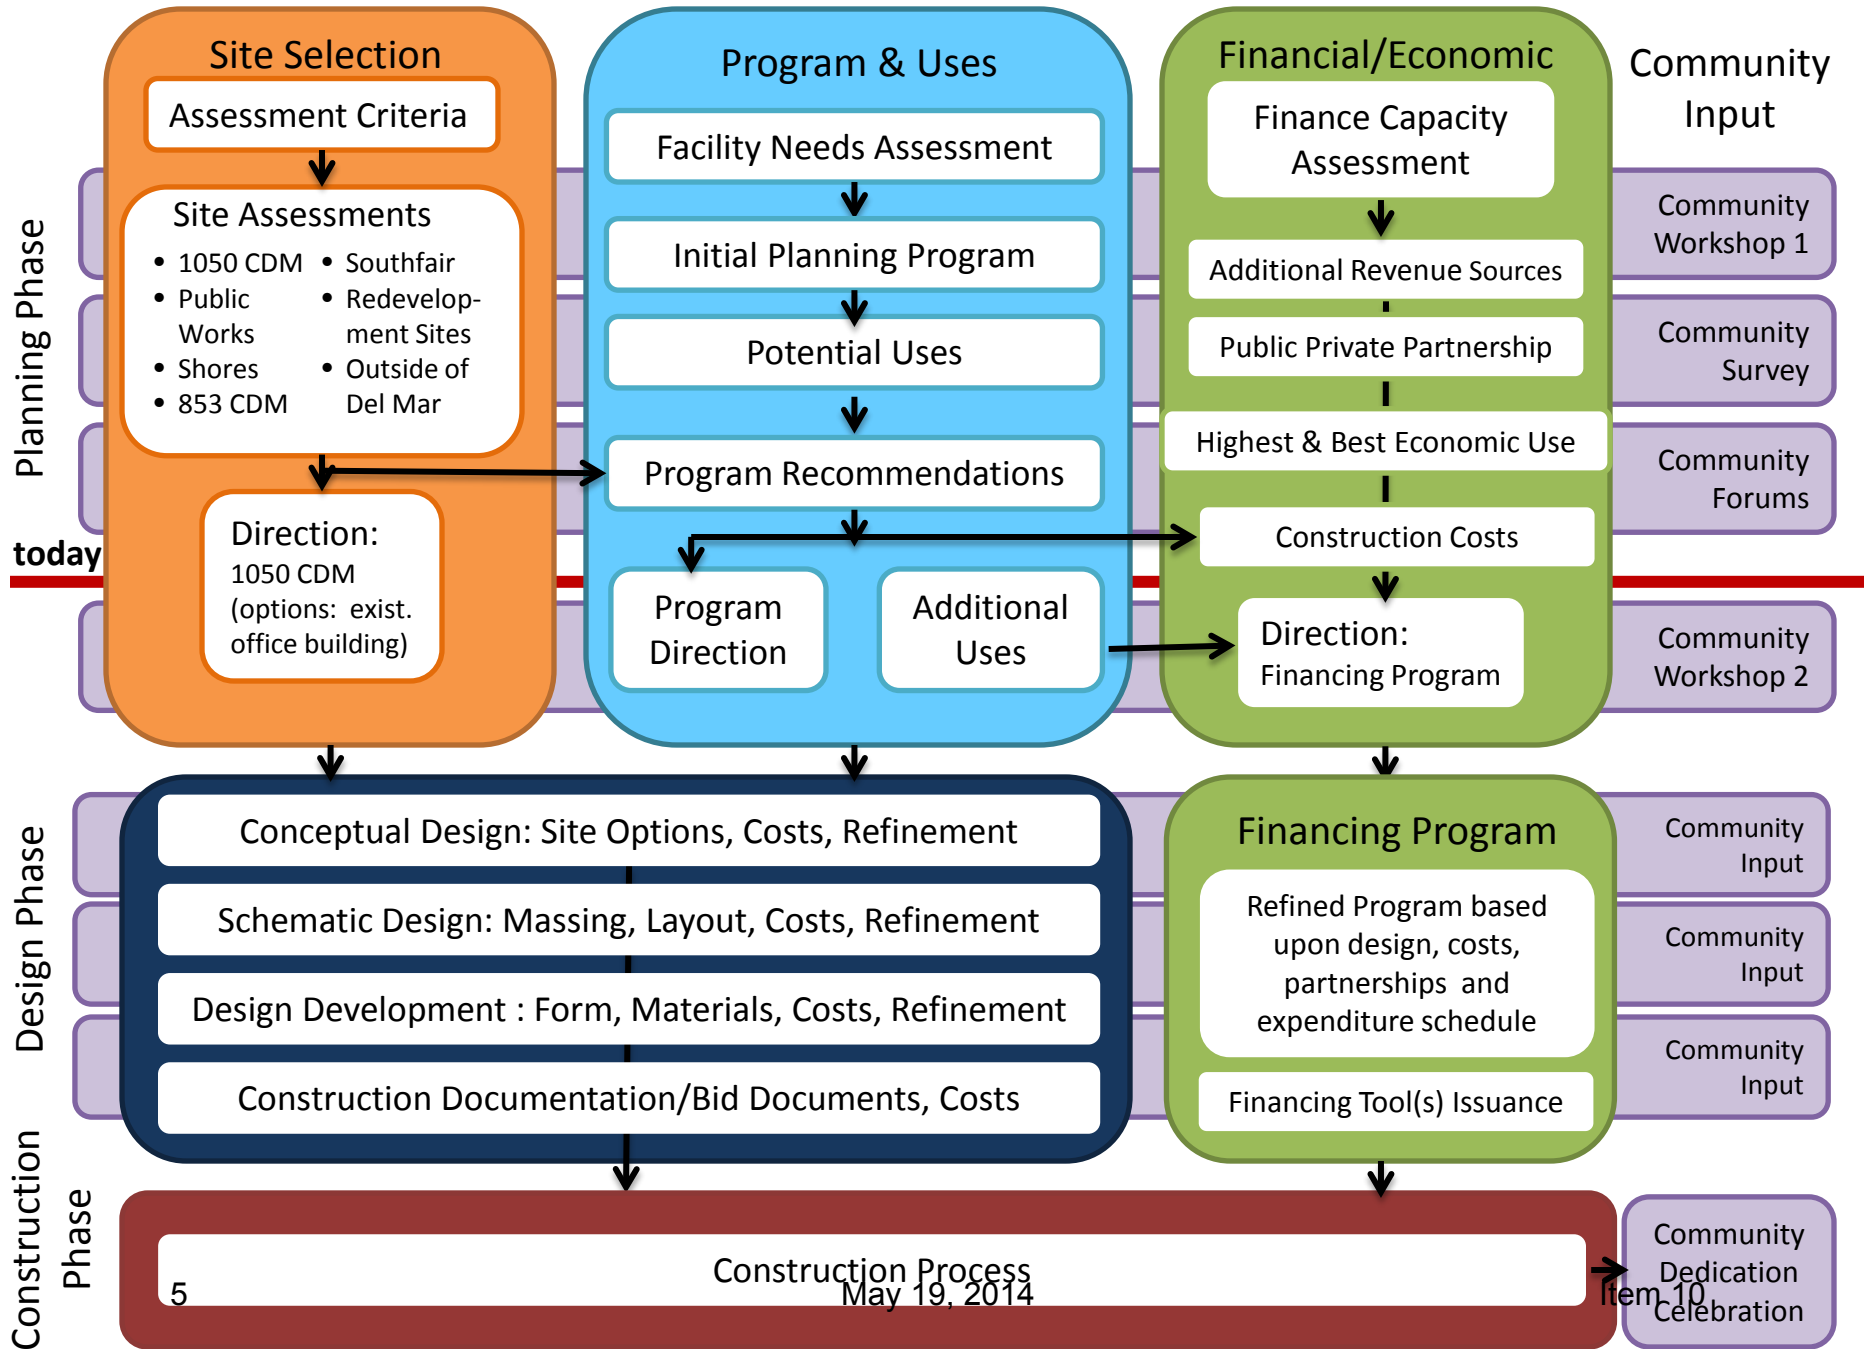 Site Selection
Assessment Criteria
Site Assessments
• 1050 CDM
• Public
Works
• Shores
• 853 CDM
• Southfair
• Redevelop-
ment Sites
• Outside of
Del Mar
Direction:
1050 CDM
(options: exist.
office building)
Program & Uses
Facility Needs Assessment
Initial Planning Program
Potential Uses
Program Recommendations
Program
Direction
Additional
Uses
Financial/Economic
Finance Capacity
Assessment
Additional Revenue Sources
Public Private Partnership
Highest & Best Economic Use
Construction Costs
Direction:
Financing Program
Community
Input
Community
Workshop 1
Community
Survey
Community
Forums
Community
Workshop 2
Planning Phase
today
Design Phase
Conceptual Design: Site Options, Costs, Refinement
Schematic Design: Massing, Layout, Costs, Refinement
Design Development : Form, Materials, Costs, Refinement
Construction Documentation/Bid Documents, Costs
Financing Program
Refined Program based
upon design, costs,
partnerships and
expenditure schedule
Financing Tool(s) Issuance
Community
Input
Community
Input
Community
Input
Construction
Phase
Construction Process
Community
Dedication
Celebration
5
May 19, 2014
Item 10